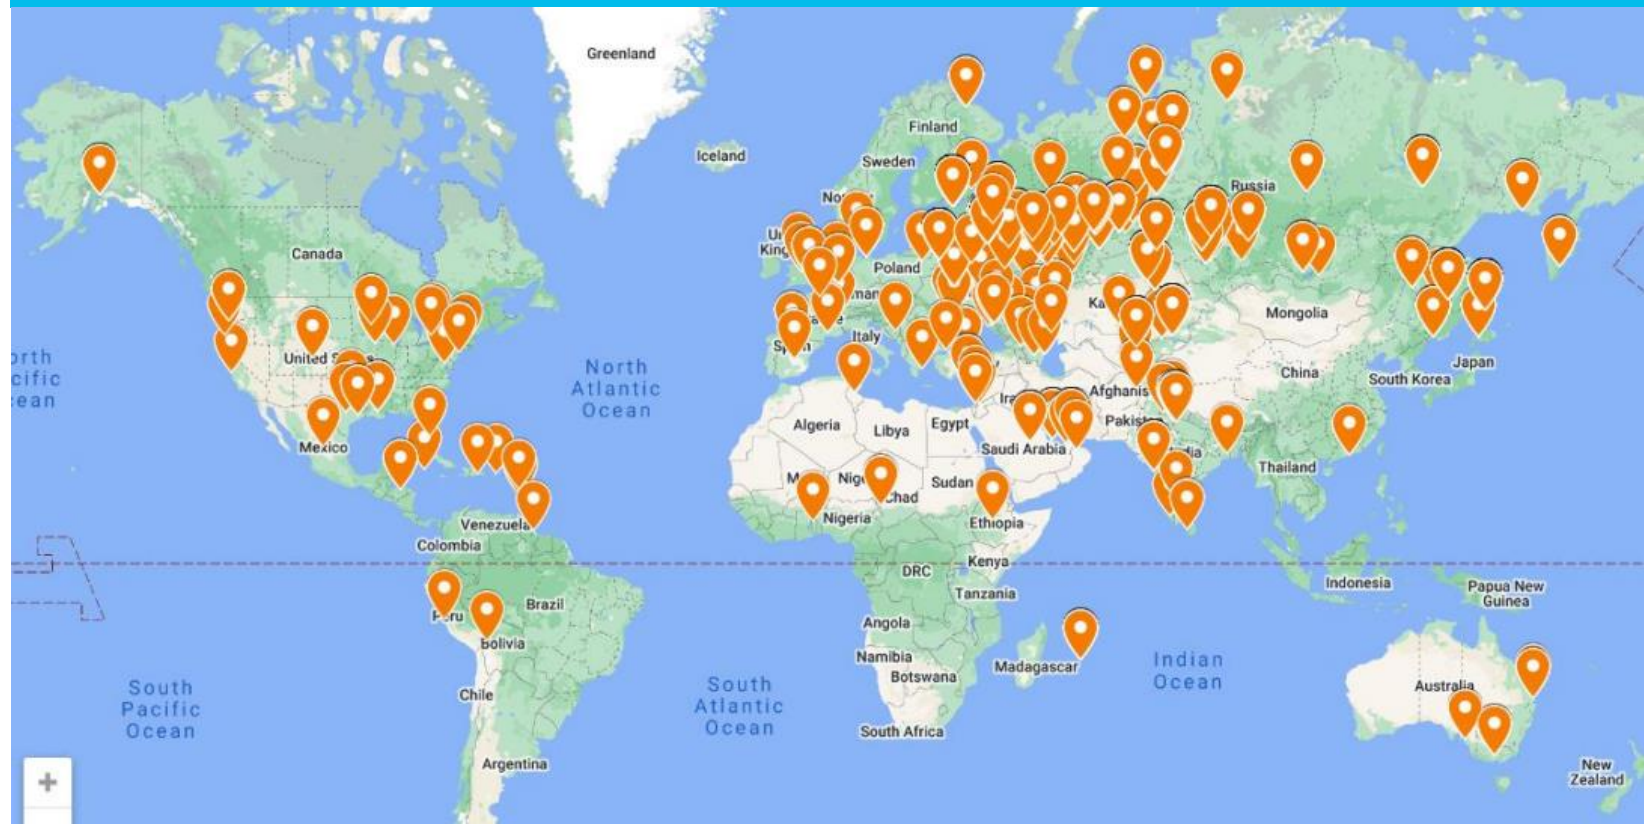 Greenland
Iceland
Finland
Sweden
Russia
Canada
Poland
Mongolia
United
Italy
Japan
China
South Korea
North
Atlantic
Ocean
Afghanis
Algeria
Libya
Egypt
Saudi Arabia
Mexico
Thailand
Sudan
Nigeria
Ethiopia
Venezuela
Colombia
DRC
Kenya
Indonesia
Papua New
Guinea
Tanzania
Brazil
Angola
Bolivia
Namibia
Botswana
Madagascar
Indian
Ocean
Australia
South
Pacific
Ocean
Chile
South
Atlantic
Ocean
South Africa
Argentina
New
Zealand
+